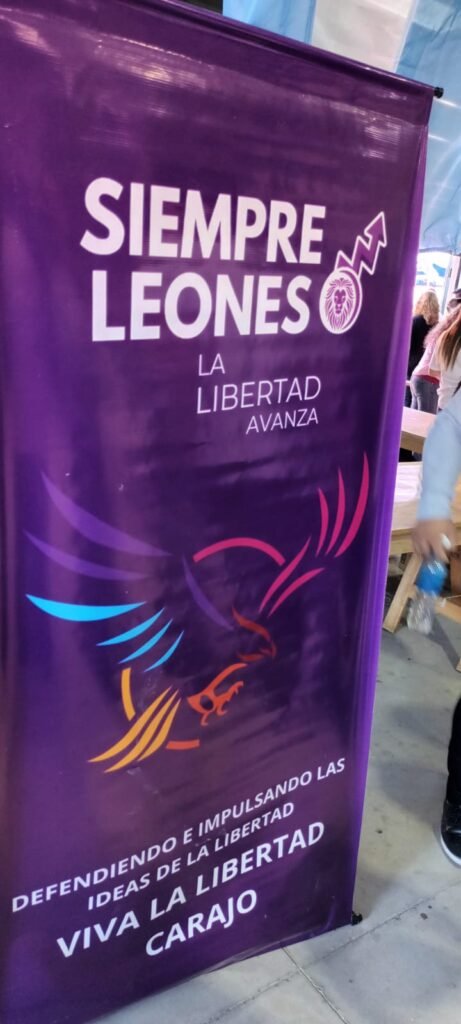 SIEMPRE
LEONES
LA
LIBERTAD
AVANZA
DEFENDIENDO E IMPULSANDO LAS
IDEAS DE LA LIBERTAD
VIVA LA LIBERTAD
CARAJO